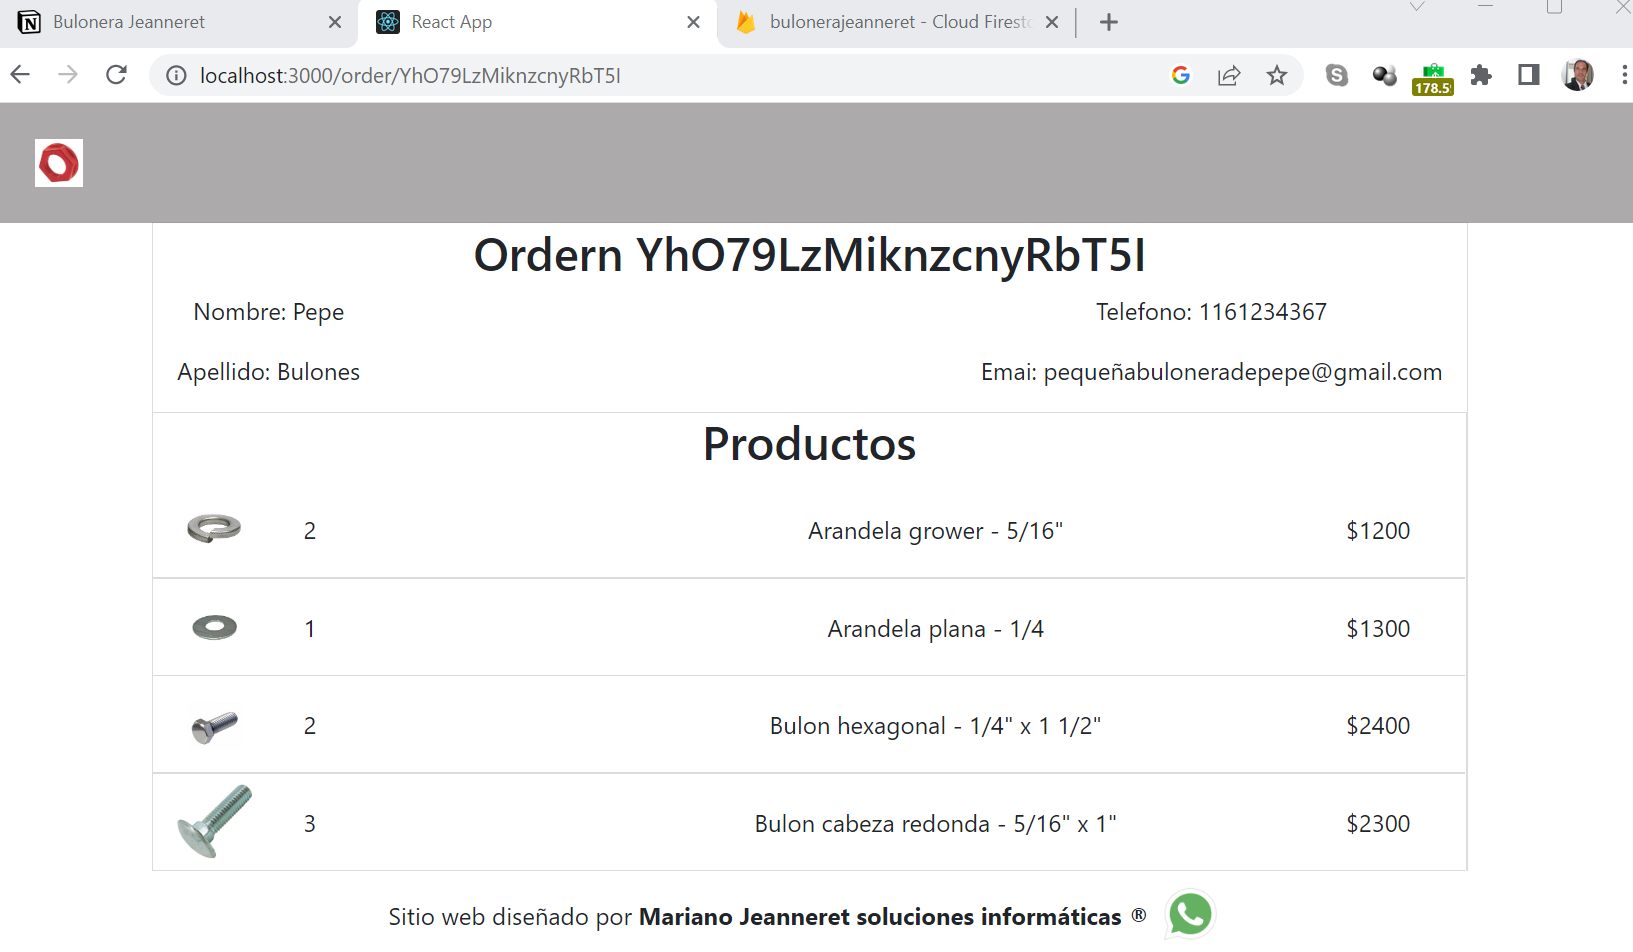 Bulonera Jeanneret
React App
bulonerajeanneret - Cloud Firest
localhost:3000/order/YhO79LzMiknzcnyRbT5I
178.5
Ordern YhO79LzMiknzcnyRbT5I
Nombre: Pepe Telefono: 1161234367
Apellido: Bulones Emai: pequeñabuloneradepepe@gmail.com
Productos
2 Arandela grower - 5/16" $1200
1 Arandela plana - 1/4 $1300
2 Bulon hexagonal - 1/4" x 1 1/2" $2400
3 Bulon cabeza redonda - 5/16" x 1" $2300
Sitio web diseñado por Mariano Jeanneret soluciones informáticas ®